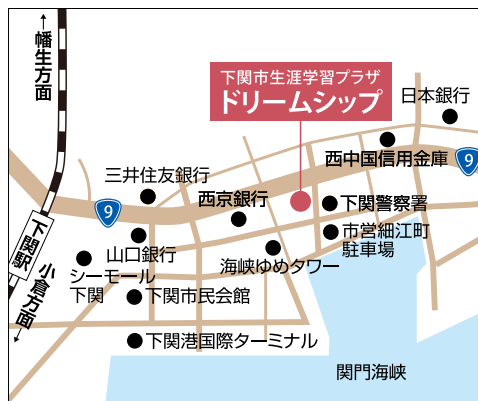 ←幡生方面
下関市生涯学習プラザ
ドリームシップ
日本銀行
西中国信用金庫
9
三井住友銀行
9
西京銀行
下関警察署
市営細江町
駐車場
山口銀行
海峡ゆめタワー
下関駅
小倉方面→
シーモール
下関
下関市民会館
下関港国際ターミナル
関門海峡